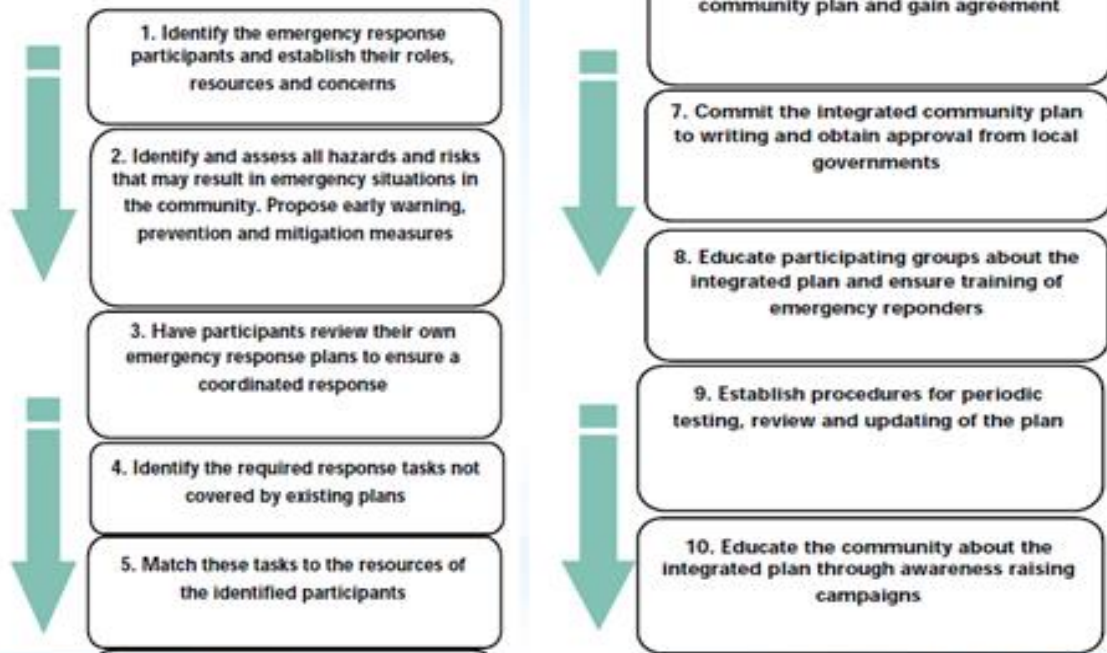 1. Identify the emergency response
participants and establish their roles,
resources and concerns
2. Identify and assess all hazards and risks
that may result in emergency situations in
the community. Propose early warning,
prevention and mitigation measures
3. Have participants review their own
emergency response plans to ensure a
coordinated response
4. Identify the required response tasks not
covered by existing plans
5. Match these tasks to the resources of
the identified participants
community plan and gain agreement
7. Commit the integrated community plan
to writing and obtain approval from local
governments
8. Educate participating groups about the
integrated plan and ensure training of
emergency reponders
9. Establish procedures for periodic
testing, review and updating of the plan
10. Educate the community about the
integrated plan through awareness raising
campaigns